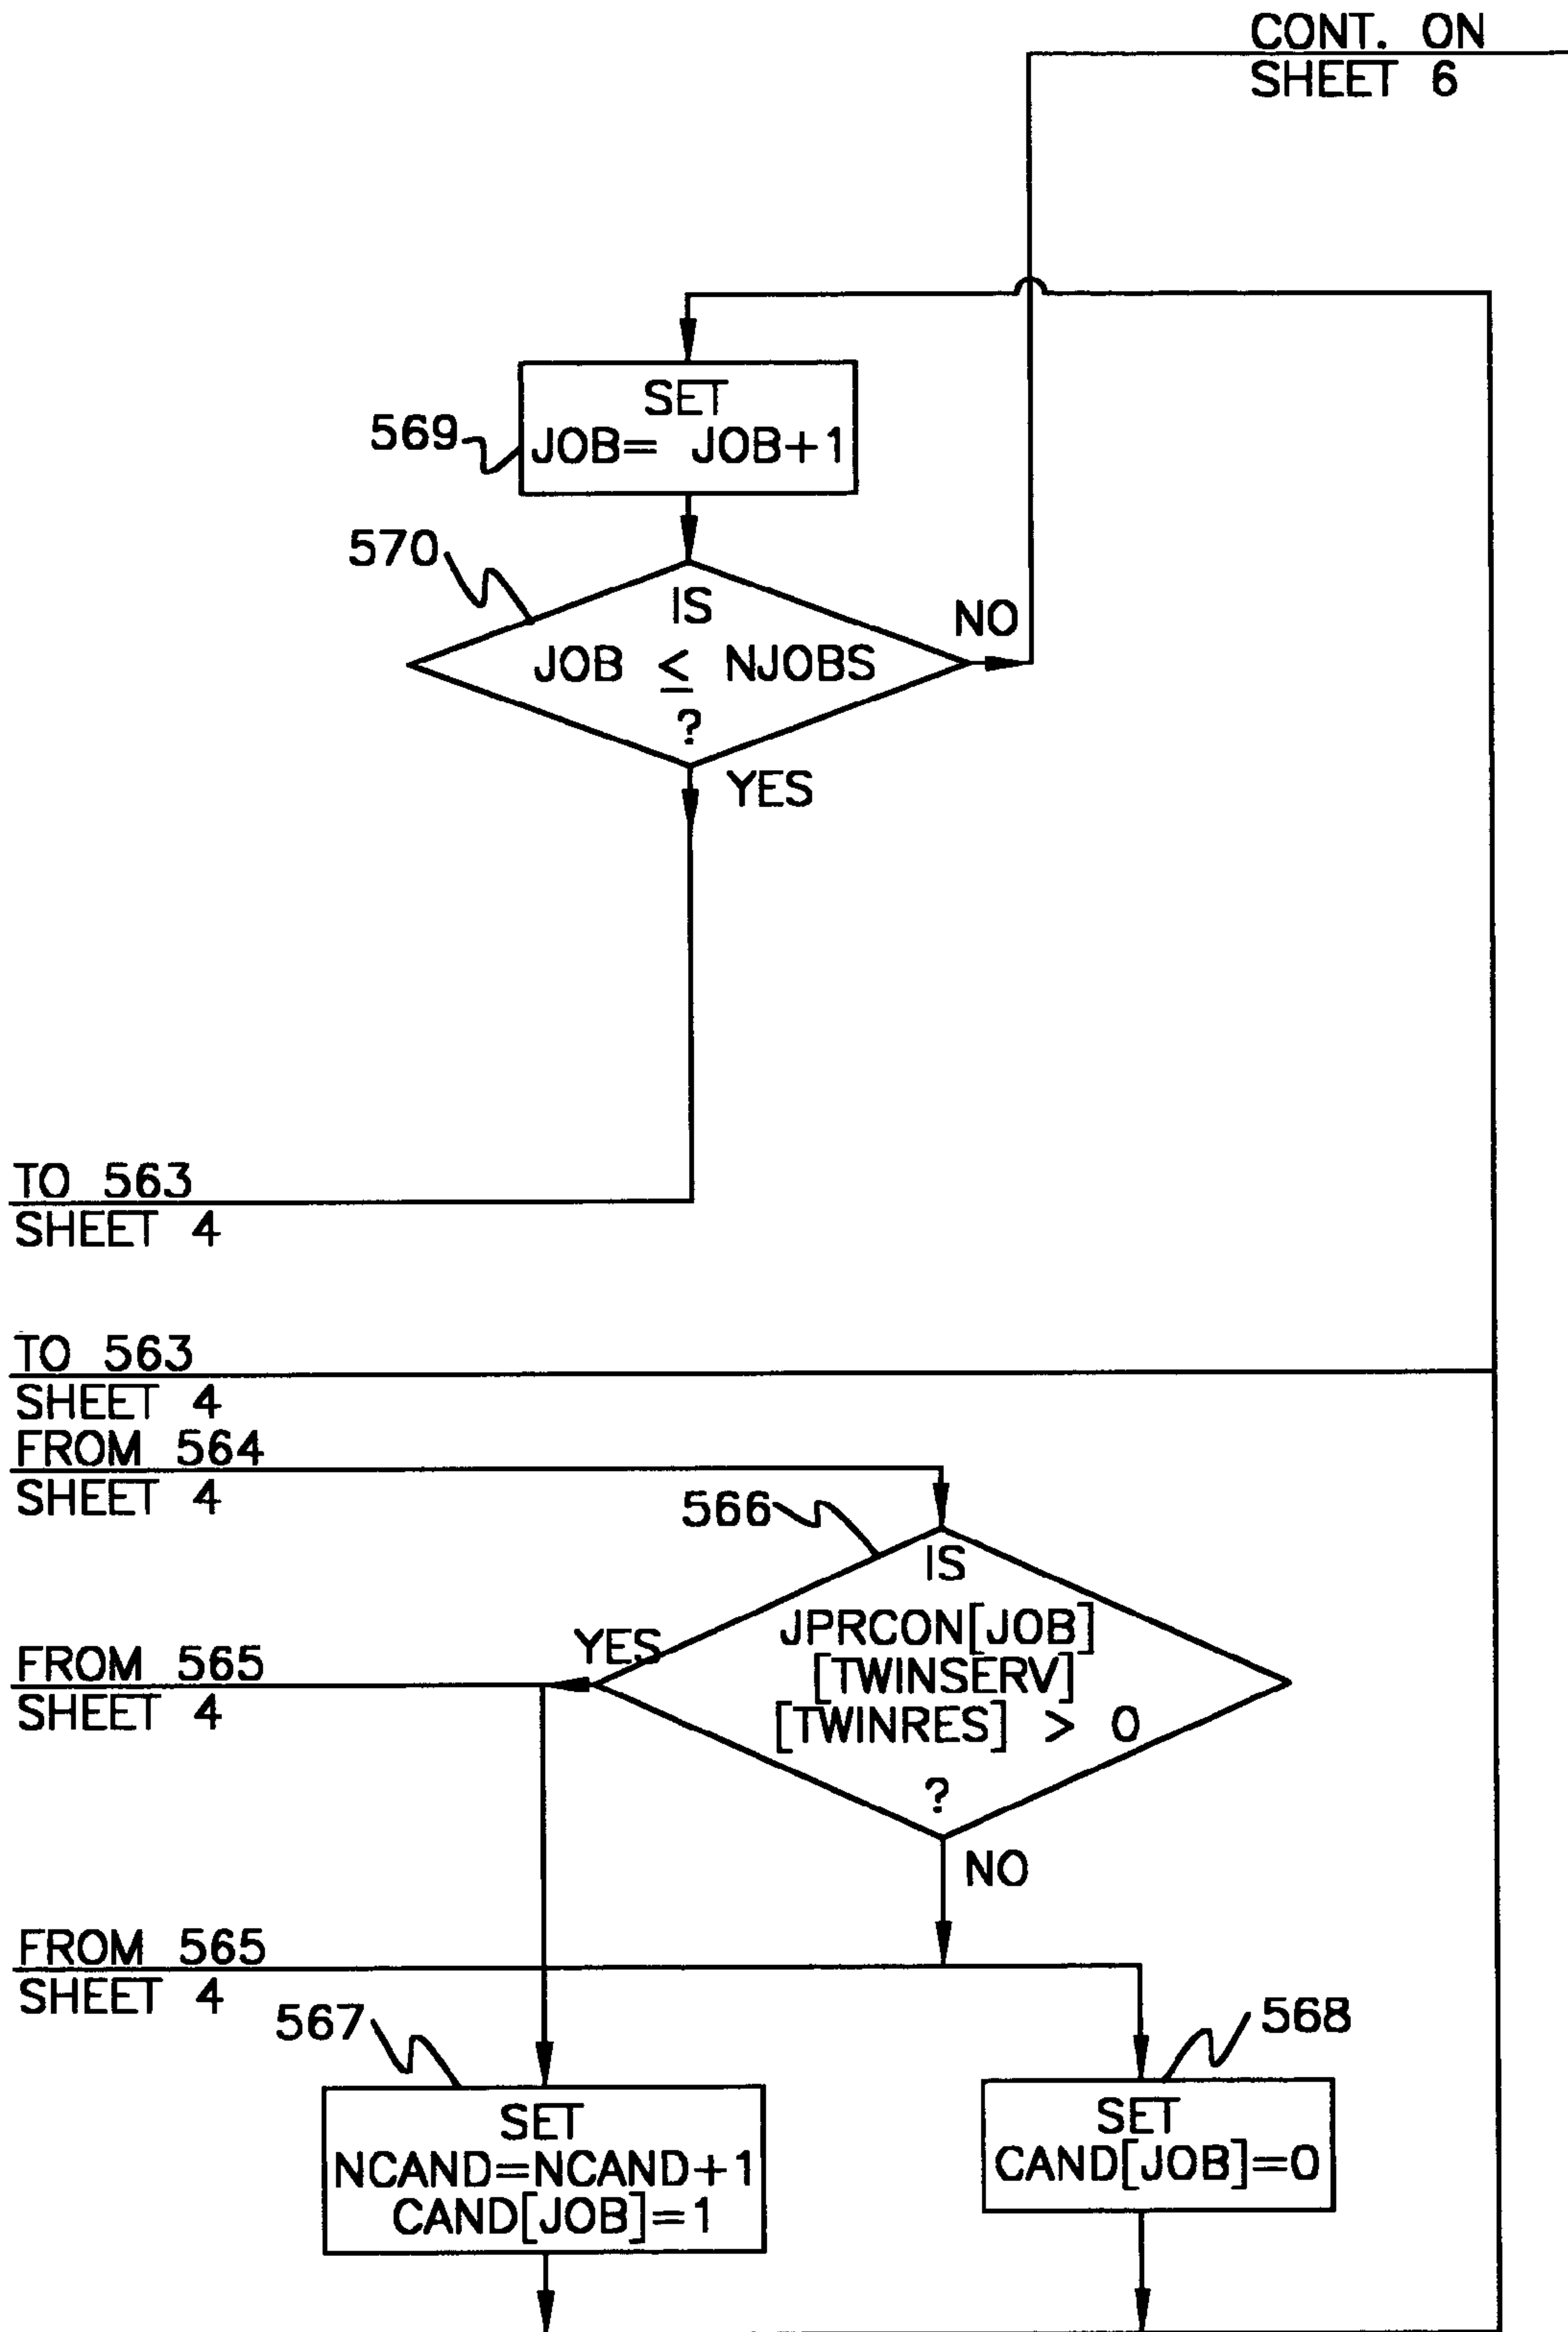 CONT. ON
SHEET 6
SET
569
JOB= JOB+1
570
IS
NO
JOB ≤ NJOBS
?
YES
TO 563
SHEET 4
TO 563
SHEET 4
FROM 564
SHEET 4
566
IS
JPRCON[JOB]
YES
FROM 565
[TWINSERV]
SHEET 4
[TWINRES] > 0
?
NO
FROM 565
SHEET 4
567
568
SET
NCAND=NCAND+1
CAND[JOB]=1
SET
CAND[JOB]=0